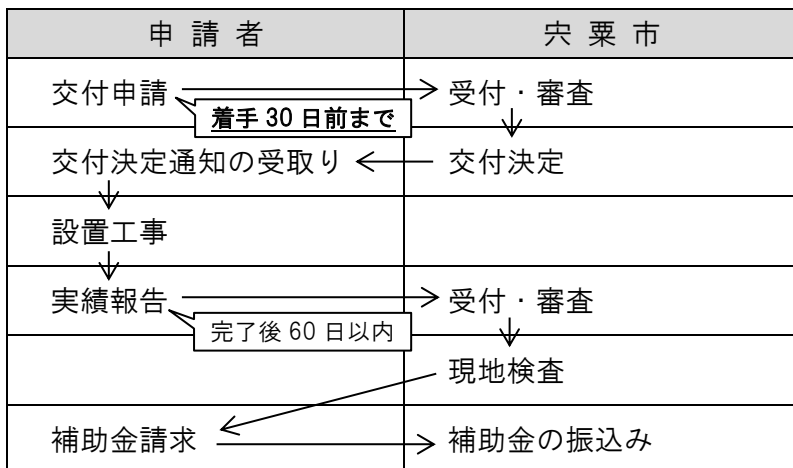 申請者
宍粟市
交付申請
受付・審査
着手30日前まで
交付決定通知の受取り
交付決定
設置工事
実績報告
受付・審査
完了後60日以内
現地検査
補助金請求
補助金の振込み